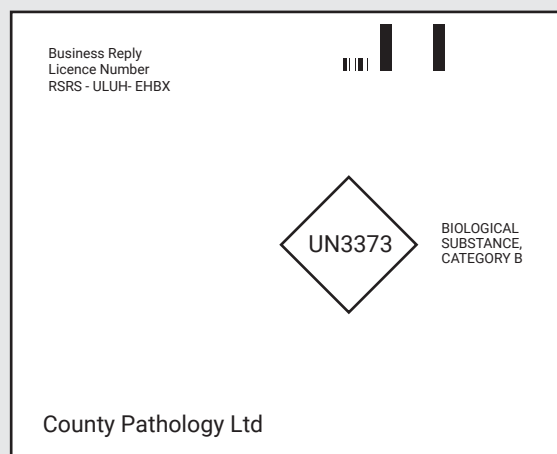 Business Reply
Licence Number
RSRS - ULUH- EHBX
UN3373
BIOLOGICAL
SUBSTANCE,
CATEGORY B
County Pathology Ltd